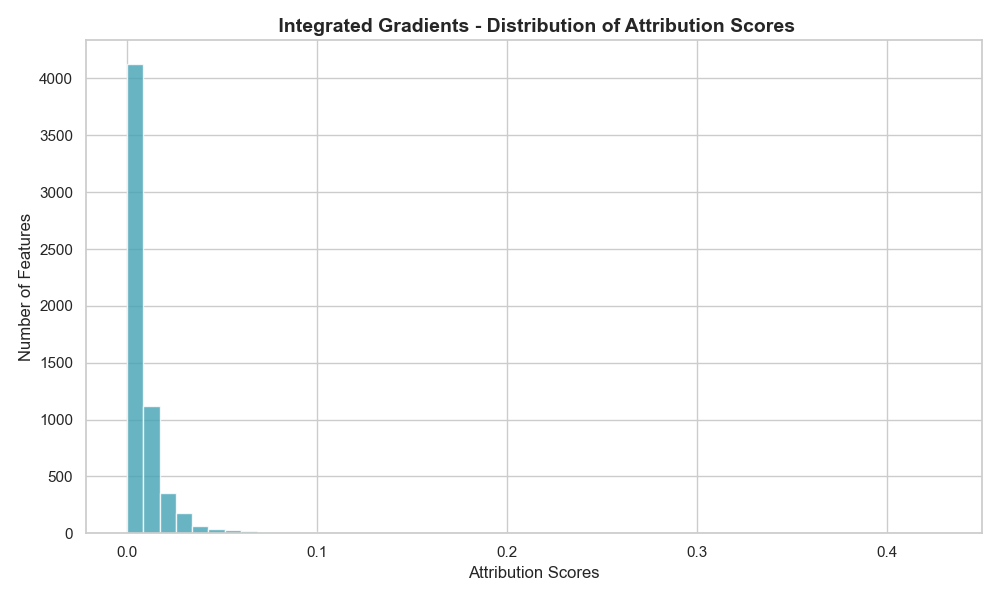 Integrated Gradients - Distribution of Attribution Scores
Number of Features
4000
3500
3000
2500
2000
1500
1000
500
0
0.0 0.1 0.2 0.3 0.4
Attribution Scores